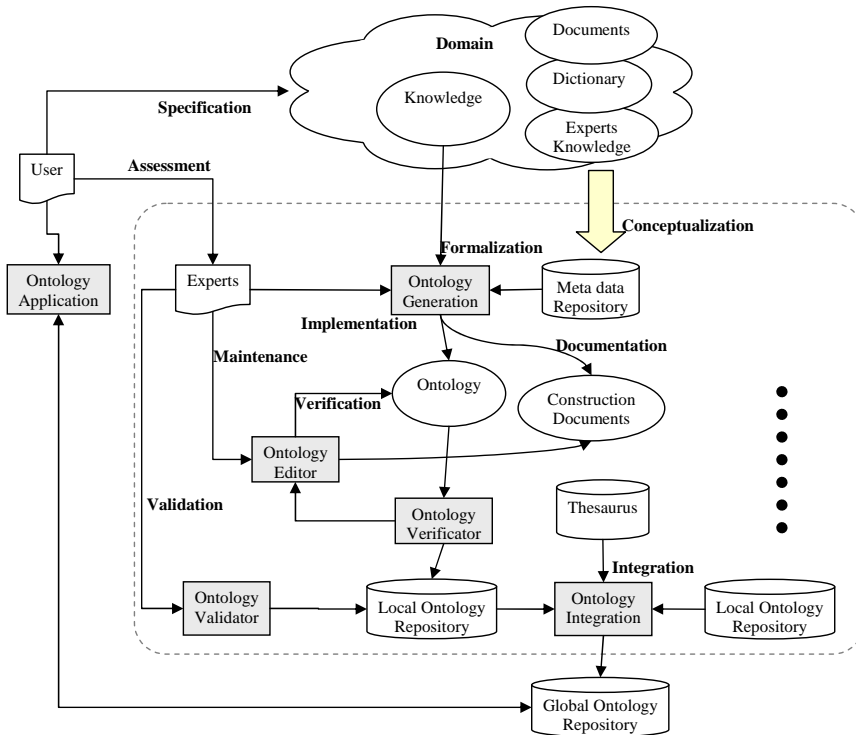 Documents
Domain
Dictionary
Knowledge
Specification
Experts
Knowledge
User
Assessment
Conceptualization
Formalization
Ontology
Application
Experts
Ontology
Generation
Meta data
Repository
Implementation
Maintenance
Documentation
Ontology
Verification
Construction
Documents
Ontology
Editor
Validation
Thesaurus
Ontology
Verificator
Integration
Ontology
Validator
Local Ontology
Repository
Ontology
Integration
Local Ontology
Repository
Global Ontology
Repository